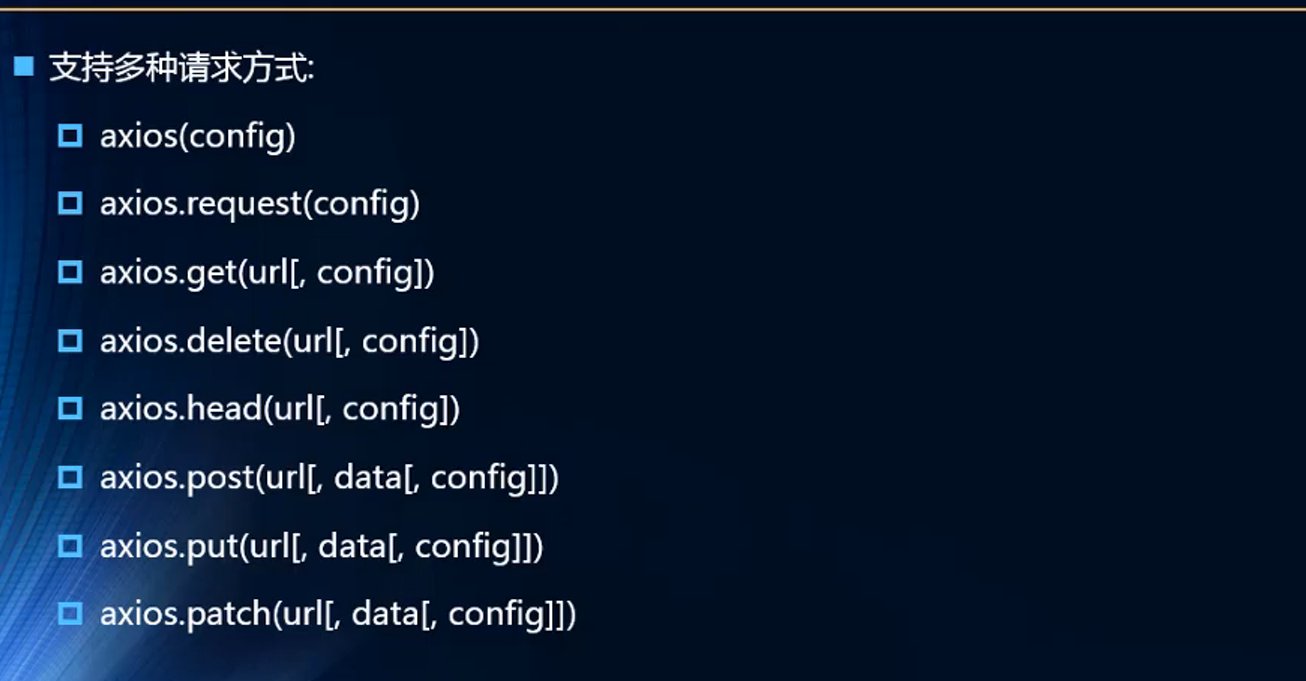 支持多种请求方式:
axios(config)
axios.request(config)
axios.get(url[, config])
axios.delete(url[, config])
axios.head(url[, config])
axios.post(url[, data[, config]])
axios.put(url[, data[, config]])
axios.patch(url[, data[, config]])